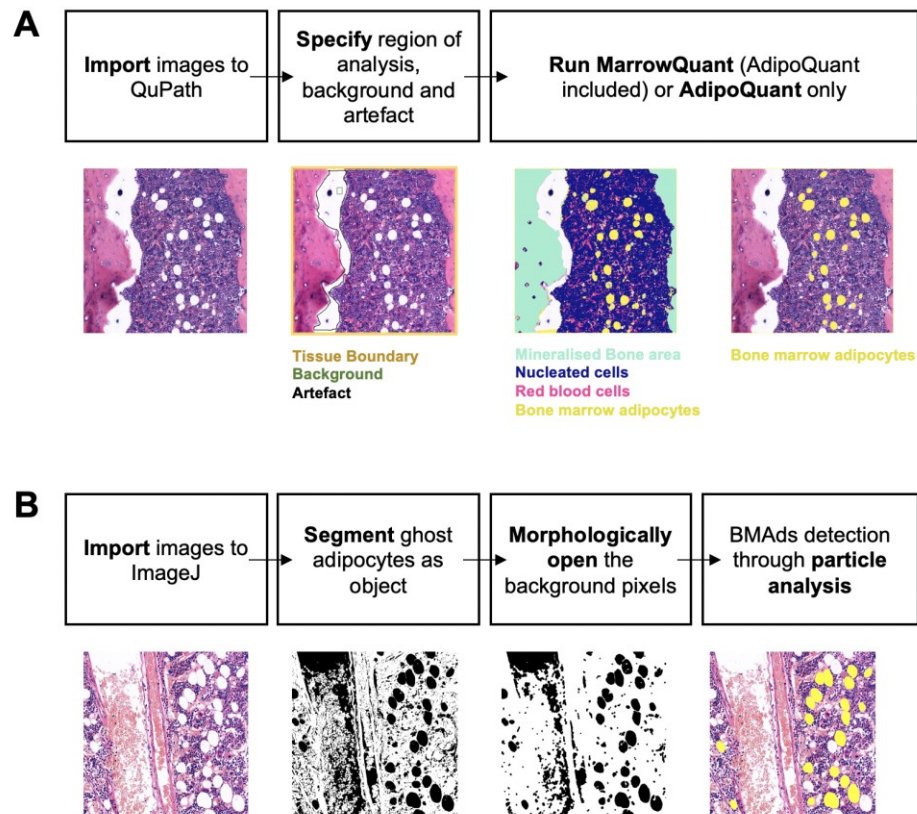 A
Import images to
QuPath
Specify region of
analysis,
background and
artefact
Run MarrowQuant (AdipoQuant
included) or AdipoQuant only
Tissue Boundary
Background
Artefact
Mineralised Bone area
Nucleated cells
Red blood cells
Bone marrow adipocytes
Bone marrow adipocytes
B
Import images to
ImageJ
Segment ghost
adipocytes as
object
Morphologically
open the
background pixels
BMAds detection
through particle
analysis